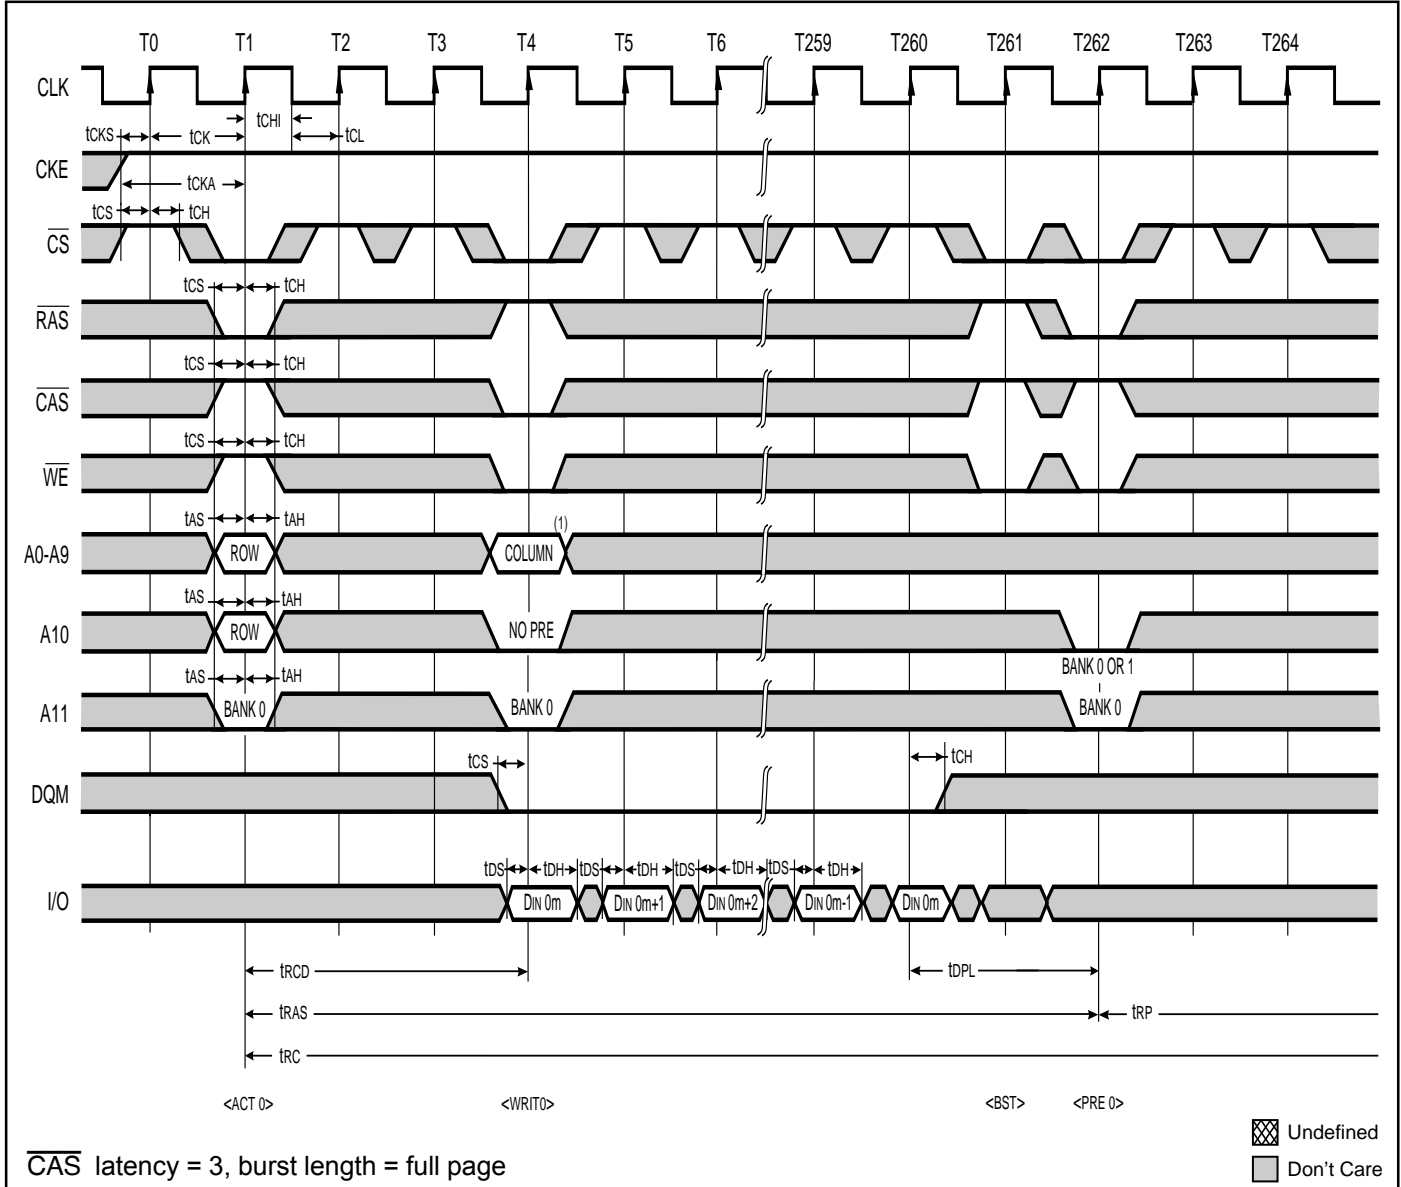 T0 T1 T2 T3 T4 T5 T6 T259 T260 T261 T262 T263 T264
CLK
tCHI
tCKS tCK tCL
CKE
tCKA
tCS tCH
CS
tCS tCH
RAS
tCS tCH
CAS
tCS tCH
WE
tAS tAH (1)
A0-A9 ROW COLUMN
tAS tAH
A10 ROW NO PRE
BANK 0 OR 1
tAS tAH
A11 BANK 0 BANK 0 BANK 0
tCS tCH
DQM
tDS tDH tDS tDH tDS tDH tDS tDH
I/O DIN 0m DIN 0m+1 DIN 0m+2 DIN 0m-1 DIN 0m
tRCD tDPL
tRAS tRP
tRC
<ACT 0> <WRIT0> <BST> <PRE 0>
Undefined
CAS latency = 3, burst length = full page
Don't Care